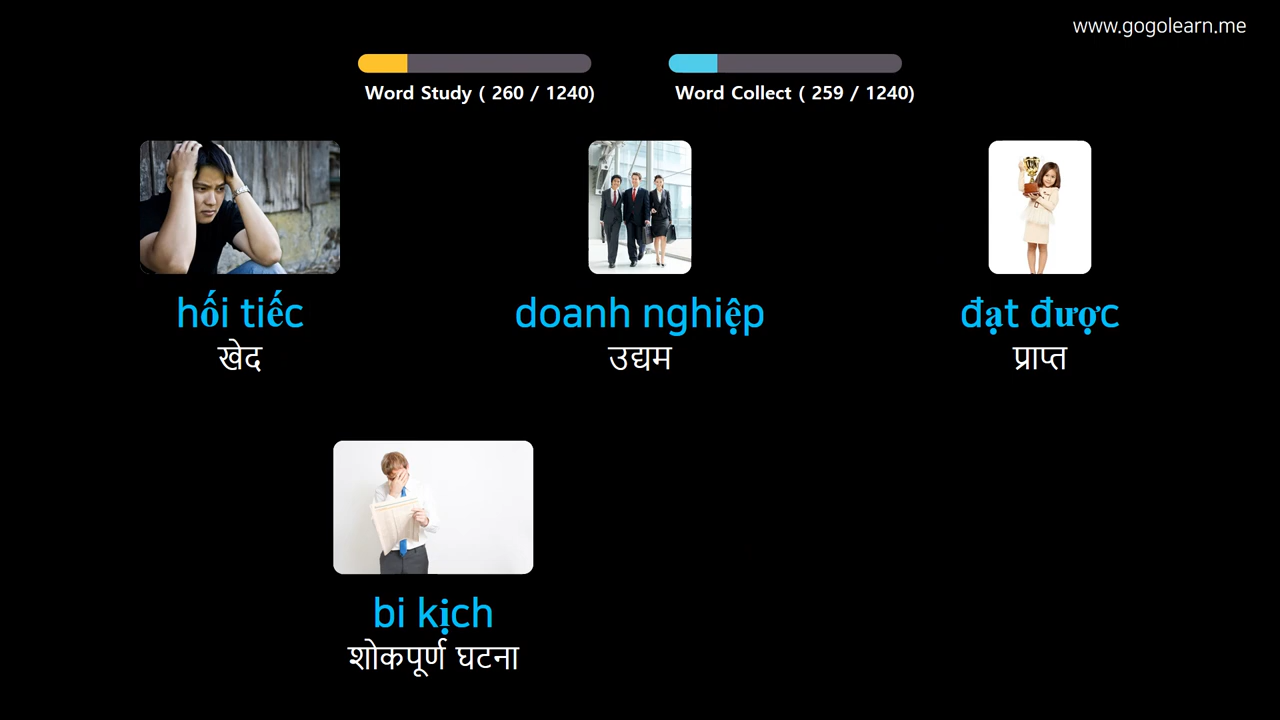 www.gogolearn.me
Word Study ( 260 / 1240)
Word Collect ( 259 / 1240)
hối tiếc
खेद
doanh nghiệp
उद्यम
đạt được
प्राप्त
bi kịch
शोकपूर्ण घटना